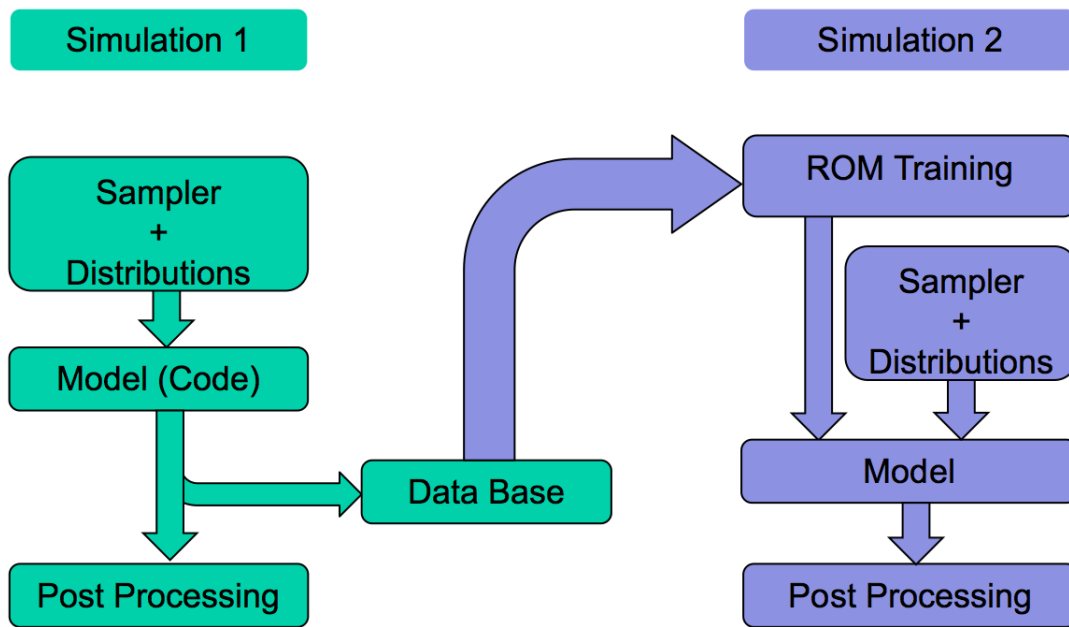 Simulation 1
Simulation 2
Sampler
+
Distributions
Model (Code)
Data Base
Post Processing
ROM Training
Sampler
+
Distributions
Model
Post Processing